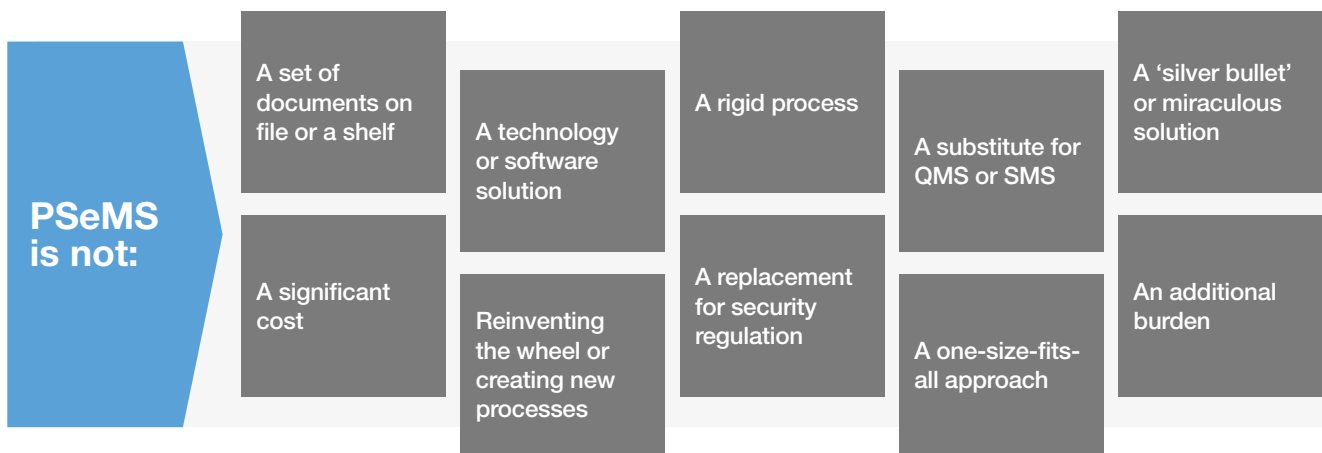 PSeMS
is not:
A set of
documents on
file or a shelf
A significant
cost
A technology
or software
solution
Reinventing
the wheel or
creating new
processes
A rigid process
A replacement
for security
regulation
A substitute for
QMS or SMS
A one-size-fits-
all approach
A ‘silver bullet’
or miraculous
solution
An additional
burden